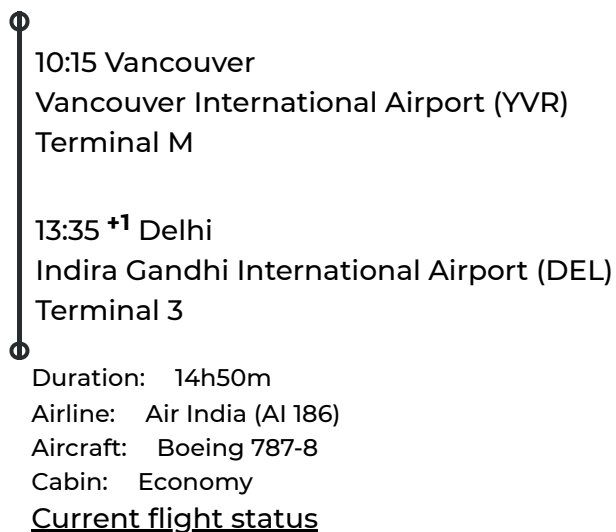 10:15 Vancouver
Vancouver International Airport (YVR)
Terminal M
13:35 +1 Delhi
Indira Gandhi International Airport (DEL)
Terminal 3
Duration: 14h50m
Airline: Air India (AI 186)
Aircraft: Boeing 787-8
Cabin: Economy
Current flight status